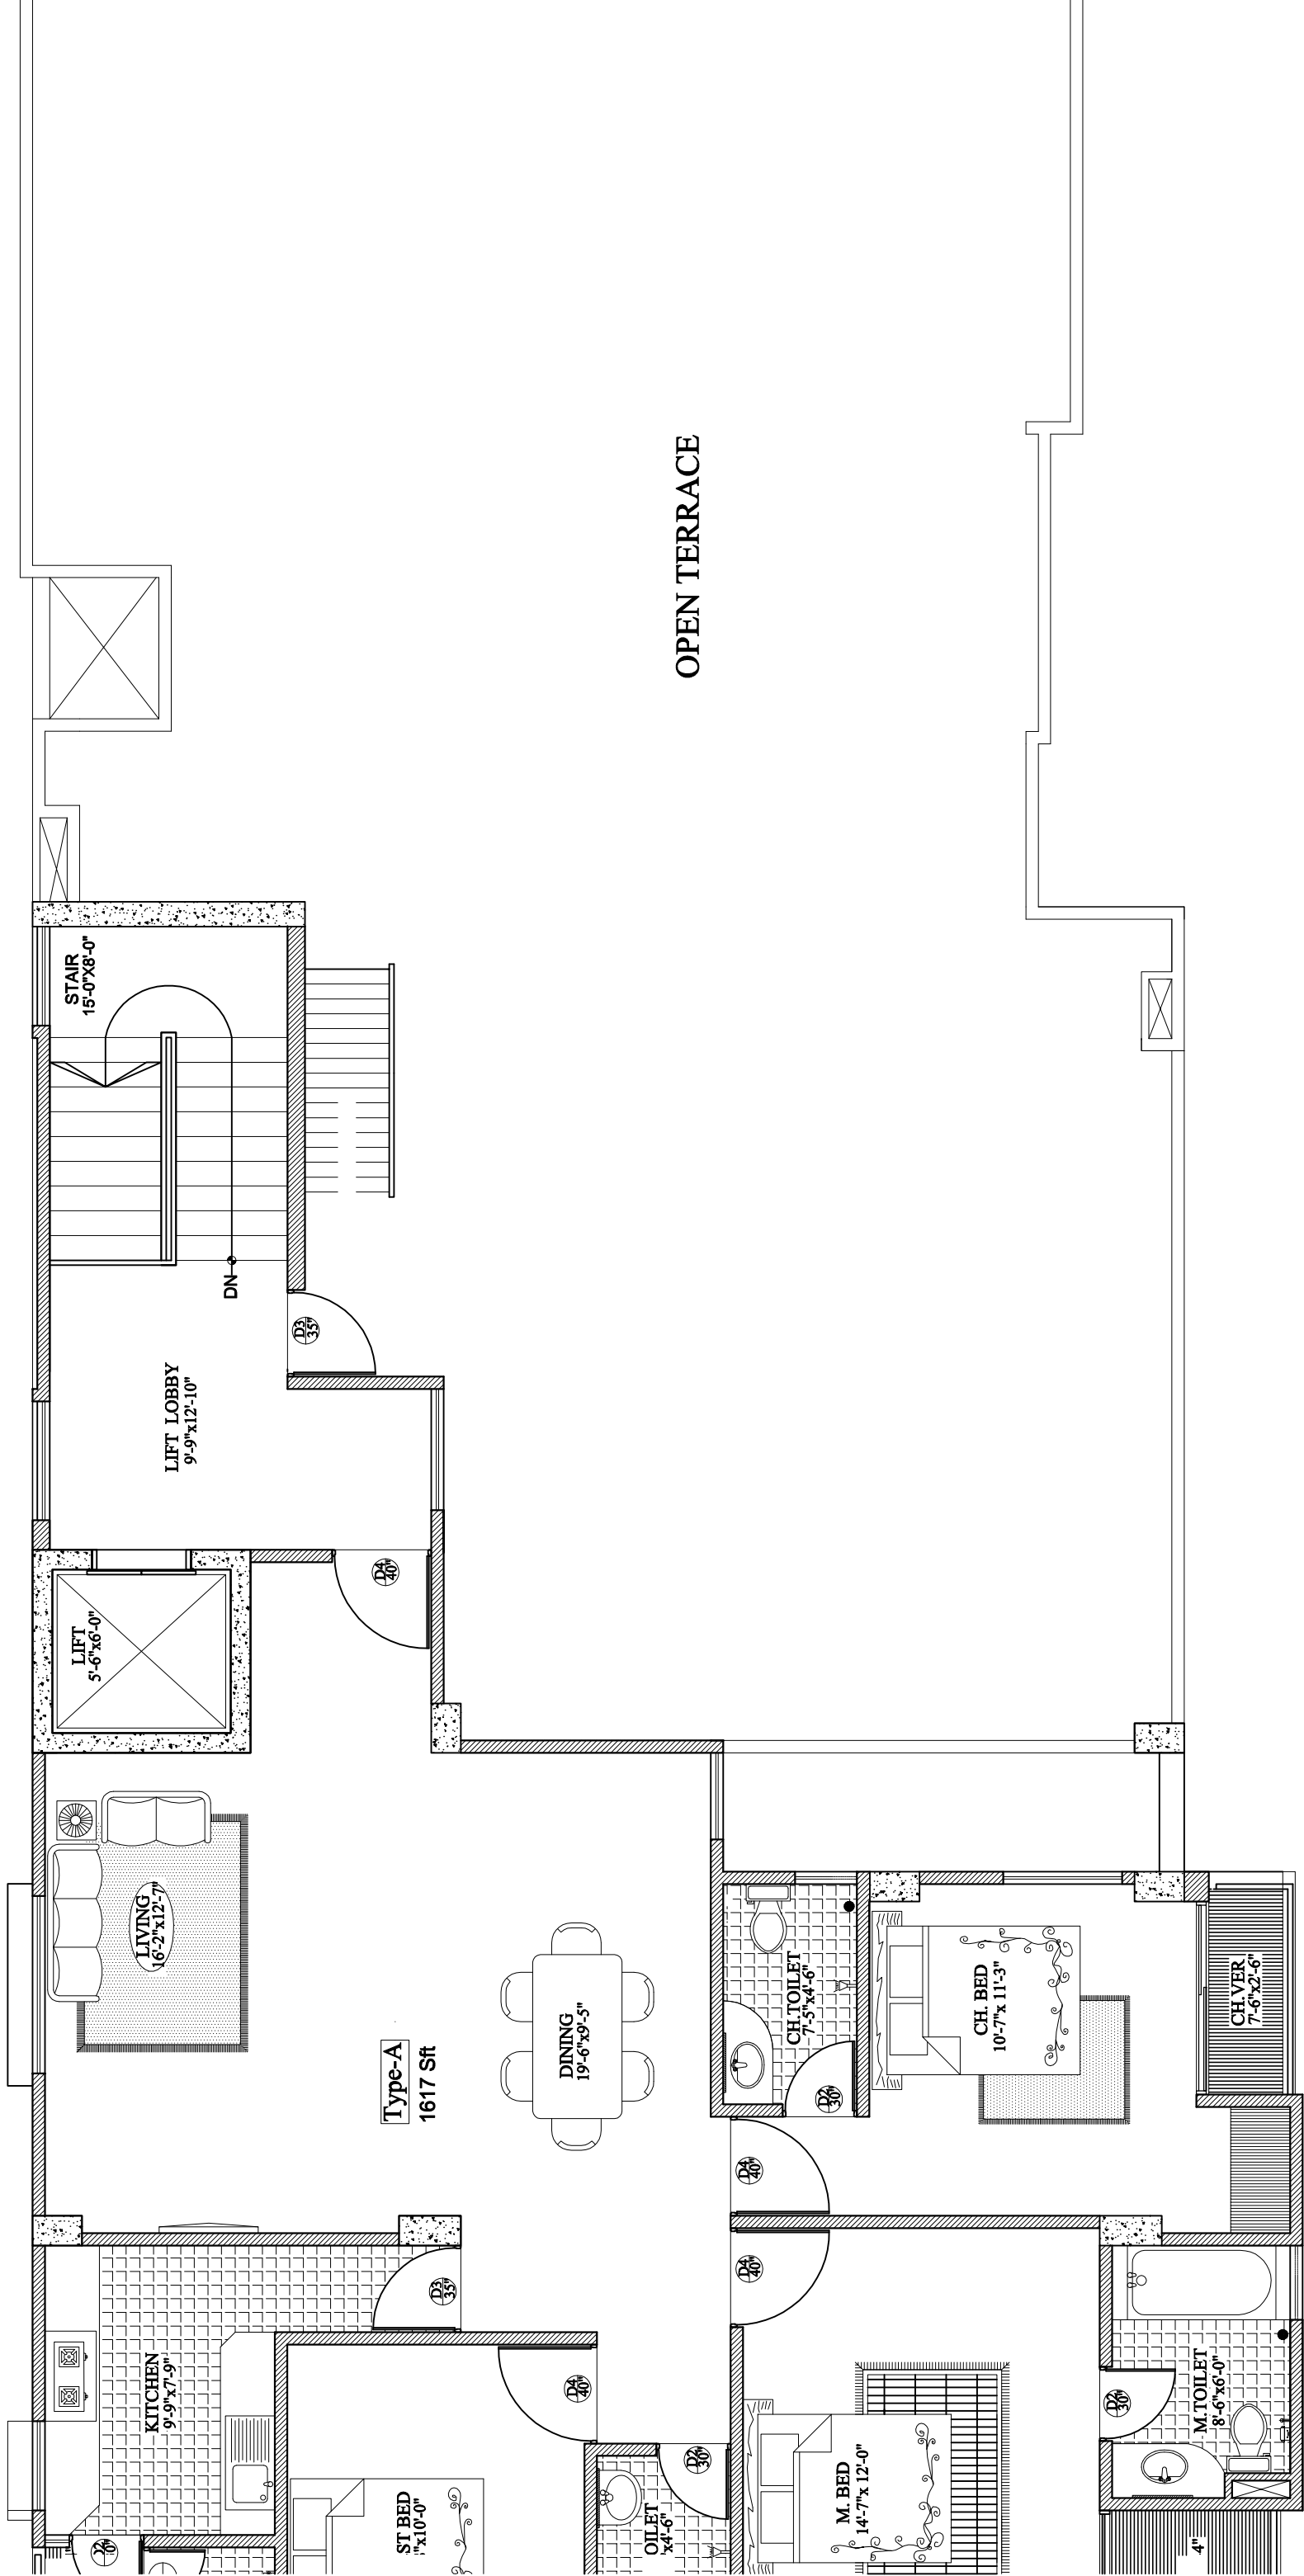 OPEN TERRACE
STAIR
15'-0"X8'-0"
DN
D3
35"
LIFT LOBBY
9'-9"x12'-10"
D4
40"
LIFT
5'-6"x6'-0"
LIVING
16'-2"x12'-7"
Type-A
1617 Sft
DINING
19'-6"x9'-5"
CH.TOILET
7'-5"x4'-6"
D2
30"
CH. BED
10'-7"x 11'-3"
CH.VER
7'-6"x2'-6"
D4
40"
D4
40"
D3
35"
KITCHEN
9'-9"x7'-9"
D4
40"
D2
30"
M.TOILET
8'-6"x6'-0"
D2
30"
M. BED
14'-7"x 12'-0"
ST BED
'"x10'-0"
OILET
x4'-6"
D2
0"
4"